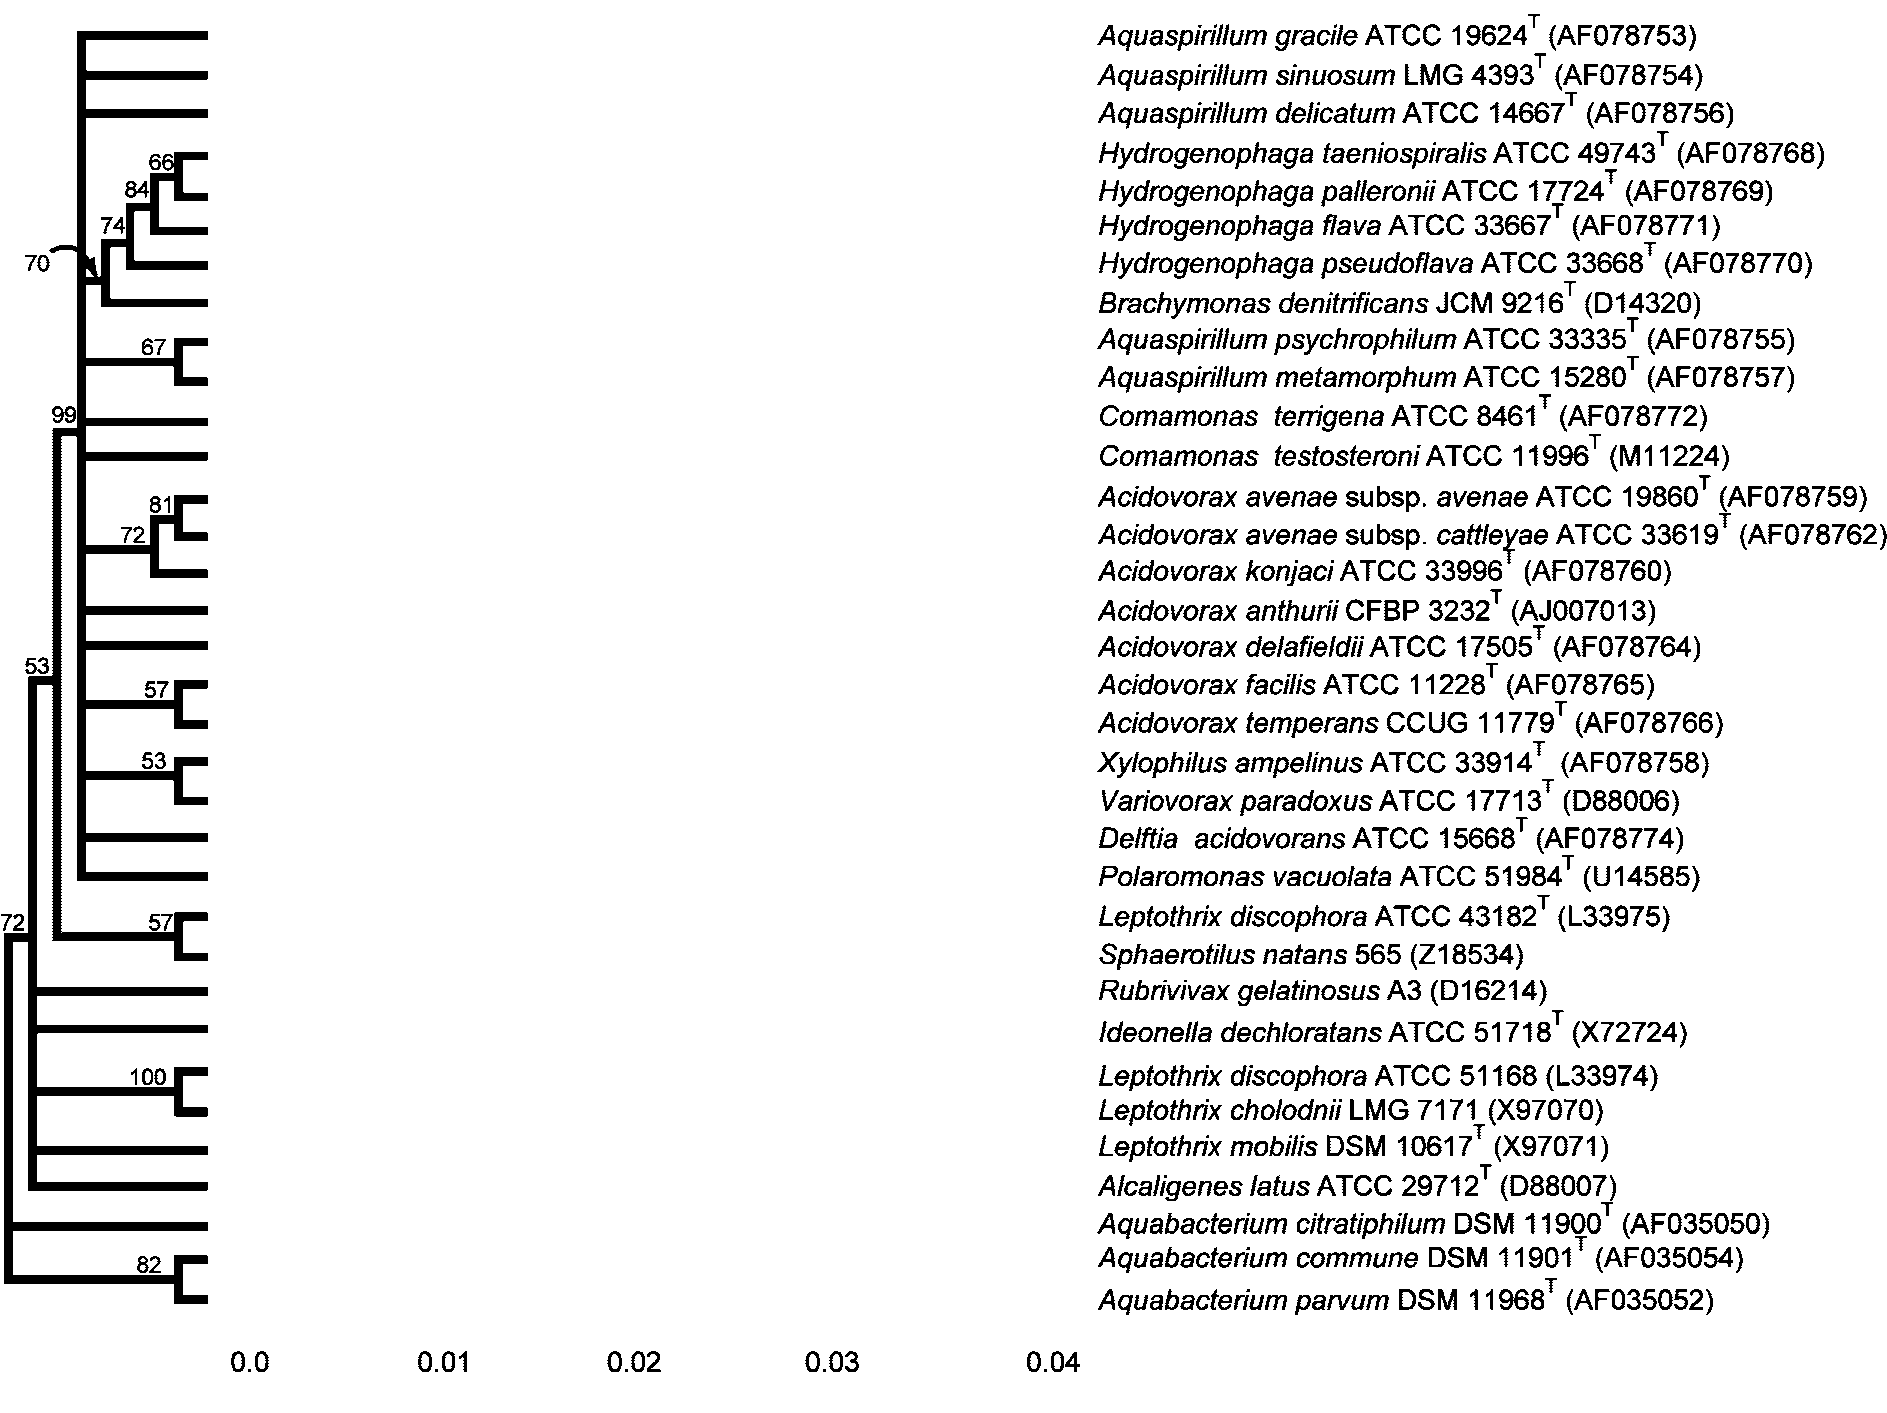 Aquaspirillum gracile ATCC 19624T (AF078753)
Aquaspirillum sinuosum LMG 4393T (AF078754)
Aquaspirillum delicatum ATCC 14667T (AF078756)
66 Hydrogenophaga taeniospiralis ATCC 49743T (AF078768)
84 Hydrogenophaga palleronii ATCC 17724T (AF078769)
74 Hydrogenophaga flava ATCC 33667T (AF078771)
70 Hydrogenophaga pseudoflava ATCC 33668T (AF078770)
Brachymonas denitrificans JCM 9216T (D14320)
67 Aquaspirillum psychrophilum ATCC 33335T (AF078755)
Aquaspirillum metamorphum ATCC 15280T (AF078757)
99 Comamonas terrigena ATCC 8461T (AF078772)
Comamonas testosteroni ATCC 11996T (M11224)
81 Acidovorax avenae subsp. avenae ATCC 19860T (AF078759)
72 Acidovorax avenae subsp. cattleyae ATCC 33619T (AF078762)
Acidovorax konjaci ATCC 33996T (AF078760)
Acidovorax anthurii CFBP 3232T (AJ007013)
Acidovorax delafieldii ATCC 17505T (AF078764)
53 57 Acidovorax facilis ATCC 11228T (AF078765)
Acidovorax temperans CCUG 11779T (AF078766)
53 Xylophilus ampelinus ATCC 33914T (AF078758)
Variovorax paradoxus ATCC 17713T (D88006)
Delftia acidovorans ATCC 15668T (AF078774)
Polaromonas vacuolata ATCC 51984T (U14585)
72 57 Leptothrix discophora ATCC 43182T (L33975)
Sphaerotilus natans 565 (Z18534)
Rubrivivax gelatinosus A3 (D16214)
Ideonella dechloratans ATCC 51718T (X72724)
100 Leptothrix discophora ATCC 51168 (L33974)
Leptothrix cholodnii LMG 7171 (X97070)
Leptothrix mobilis DSM 10617T (X97071)
Alcaligenes latus ATCC 29712T (D88007)
Aquabacterium citratiphilum DSM 11900T (AF035050)
82 Aquabacterium commune DSM 11901T (AF035054)
Aquabacterium parvum DSM 11968T (AF035052)
0.0 0.01 0.02 0.03 0.04